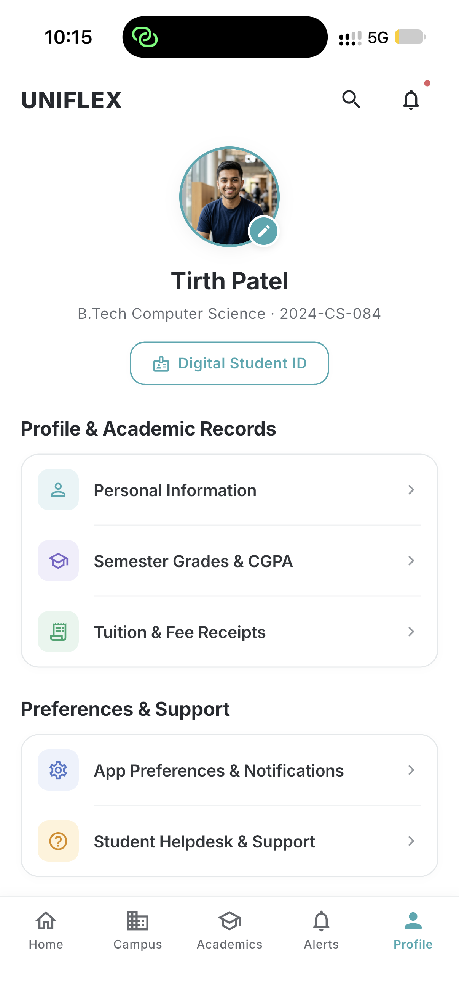 10:15
5G
UNIFLEX
Tirth Patel
B.Tech Computer Science · 2024-CS-084
Digital Student ID
Profile & Academic Records
Personal Information
Semester Grades & CGPA
Tuition & Fee Receipts
Preferences & Support
App Preferences & Notifications
Student Helpdesk & Support
Home
Campus
Academics
Alerts
Profile